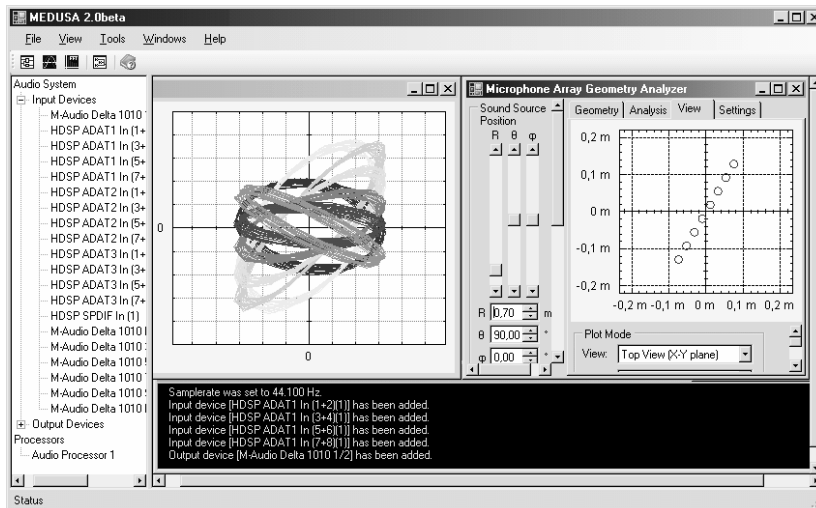 MEDUSA 2.0beta
File View Tools Windows Help
Audio System
Input Devices
M-Audio Delta 1010
HDSP ADAT1 In (1+
HDSP ADAT1 In (3+
HDSP ADAT1 In (5+
HDSP ADAT1 In (7+
HDSP ADAT2 In (1+
HDSP ADAT2 In (3+
HDSP ADAT2 In (5+
HDSP ADAT2 In (7+
HDSP ADAT3 In (1+
HDSP ADAT3 In (3+
HDSP ADAT3 In (5+
HDSP ADAT3 In (7+
HDSP SPDIF In (1)
M-Audio Delta 1010
M-Audio Delta 1010
M-Audio Delta 1010
M-Audio Delta 1010
M-Audio Delta 1010
M-Audio Delta 1010
Output Devices
Processors
Audio Processor 1
0
0
Microphone Array Geometry Analyzer
Sound Source
Position
R θ φ
R 0,70 m
θ 90,00 °
φ 0,00 °
Geometry Analysis View Settings
0,2 m
0,1 m
0 m
-0,1 m
-0,2 m
-0,2 m -0,1 m 0 m 0,1 m 0,2 m
Plot Mode
View: Top View (X-Y plane)
Samplerate was set to 44.100 Hz.
Input device [HDSP ADAT1 In (1+2)(1)] has been added.
Input device [HDSP ADAT1 In (3+4)(1)] has been added.
Input device [HDSP ADAT1 In (5+6)(1)] has been added.
Input device [HDSP ADAT1 In (7+8)(1)] has been added.
Output device [M-Audio Delta 1010 1/2] has been added.
Status